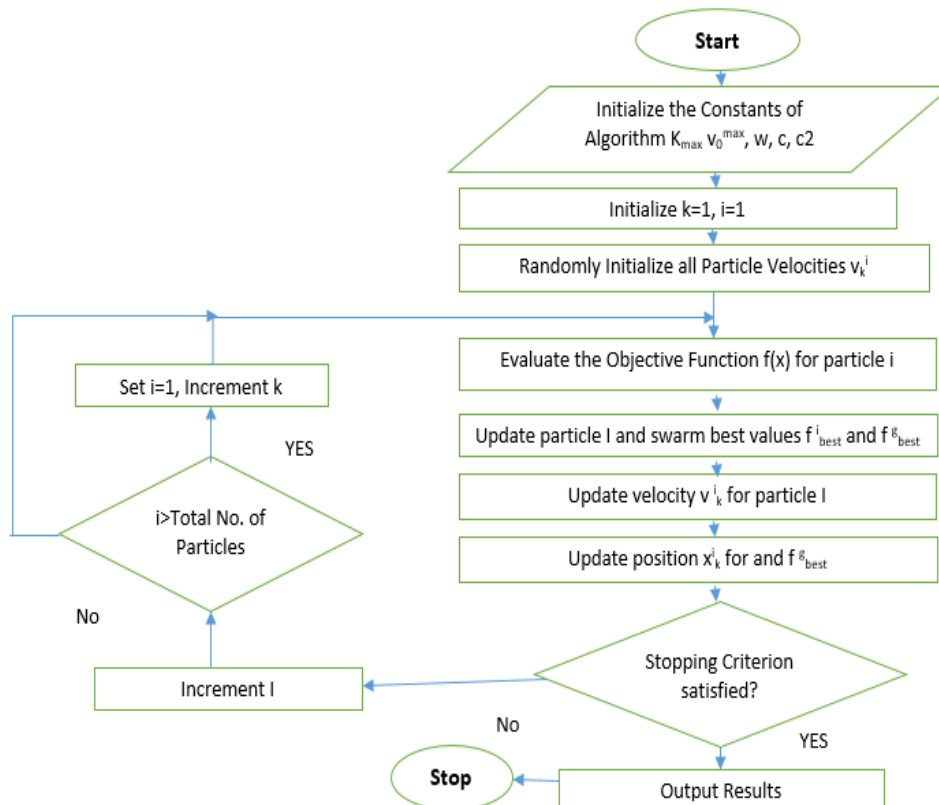 Start
Initialize the Constants of
Algorithm Kmax v₀ᵐᵃˣ, w, c, c2
Initialize k=1, i=1
Randomly Initialize all Particle Velocities vₖⁱ
Evaluate the Objective Function f(x) for particle i
Set i=1, Increment k
Update particle I and swarm best values f ⁱbest and f ᵍbest
YES
Update velocity v ⁱₖ for particle I
i>Total No. of
Particles
Update position xⁱₖ for and f ᵍbest
No
Stopping Criterion
satisfied?
Increment I
No
YES
Stop
Output Results